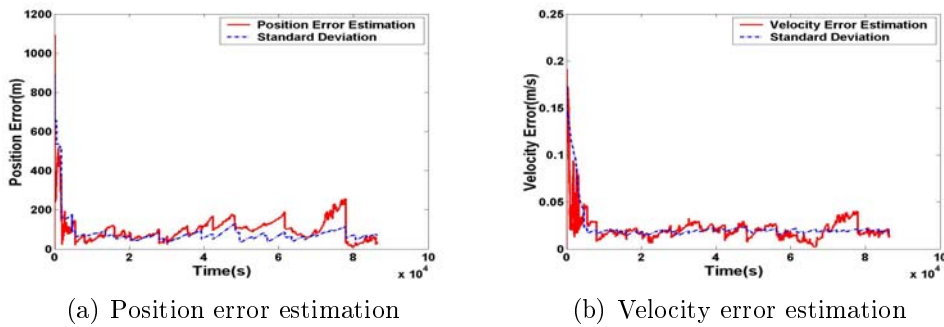 1200
1000
800
600
400
200
0
Position Error(m)
Position Error Estimation
Standard Deviation
0 2 4 6 8 10
Time(s)
x 10^4
(a) Position error estimation
0.25
0.2
0.15
0.1
0.05
0
Velocity Error(m/s)
Velocity Error Estimation
Standard Deviation
0 2 4 6 8 10
Time(s)
x 10^4
(b) Velocity error estimation